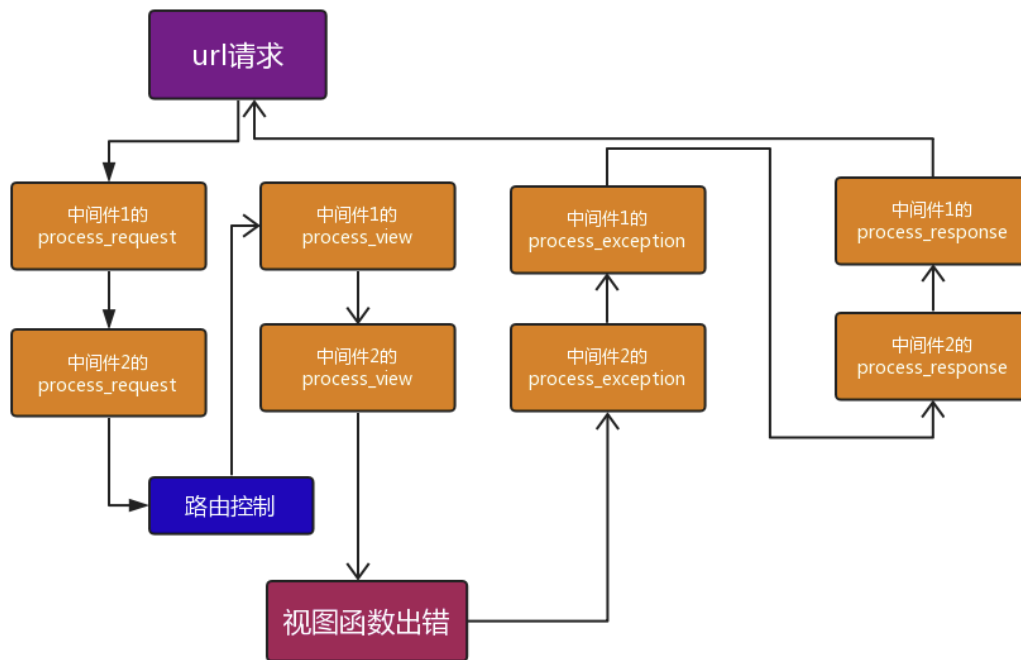 url请求
中间件1的
process_request
中间件1的
process_view
中间件1的
process_exception
中间件1的
process_response
中间件2的
process_request
中间件2的
process_view
中间件2的
process_exception
中间件2的
process_response
路由控制
视图函数出错